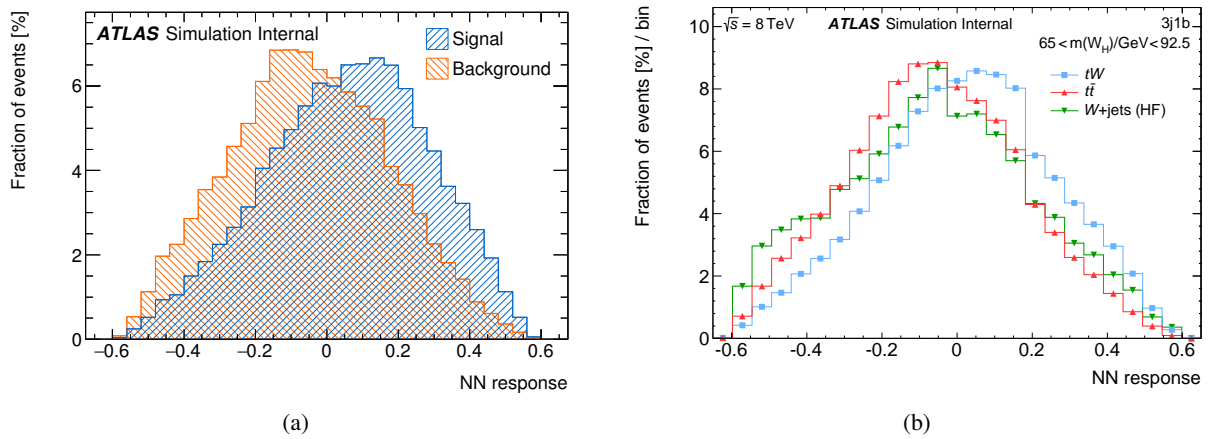 Fraction of events [%]
6
4
2
0
ATLAS Simulation Internal
Signal
Background
−0.6 −0.4 −0.2 0 0.2 0.4 0.6
NN response
(a)
Fraction of events [%] / bin
10
8
6
4
2
0
√s = 8 TeV ATLAS Simulation Internal 3j1b
65 < m(W_H)/GeV < 92.5
tW
tt̄
W+jets (HF)
-0.6 -0.4 -0.2 0 0.2 0.4 0.6
NN response
(b)